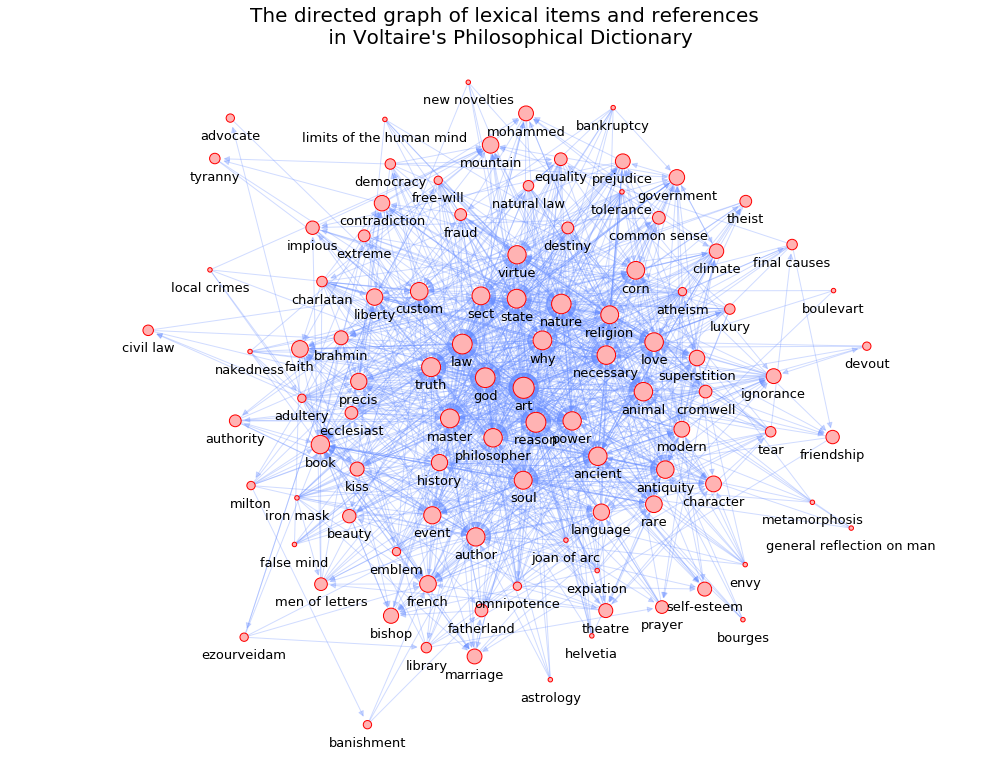 The directed graph of lexical items and references
in Voltaire's Philosophical Dictionary
new novelties
bankruptcy
advocate
limits of the human mind
mohammed
tyranny
mountain
democracy
equality
prejudice
government
free-will
natural law
tolerance
theist
contradiction
fraud
common sense
impious
extreme
destiny
final causes
climate
virtue
local crimes
corn
charlatan
liberty
custom
sect
state
nature
atheism
boulevart
luxury
religion
civil law
brahmin
law
why
love
devout
nakedness
faith
truth
necessary
superstition
god
precis
art
animal
ignorance
adultery
cromwell
ecclesiast
authority
master
reason
power
modern
tear
friendship
book
philosopher
history
ancient
kiss
antiquity
milton
soul
character
iron mask
metamorphosis
beauty
event
language
rare
general reflection on man
false mind
author
joan of arc
emblem
envy
expiation
men of letters
french
omnipotence
self-esteem
bishop
fatherland
theatre
prayer
bourges
ezourveidam
helvetia
library
marriage
astrology
banishment